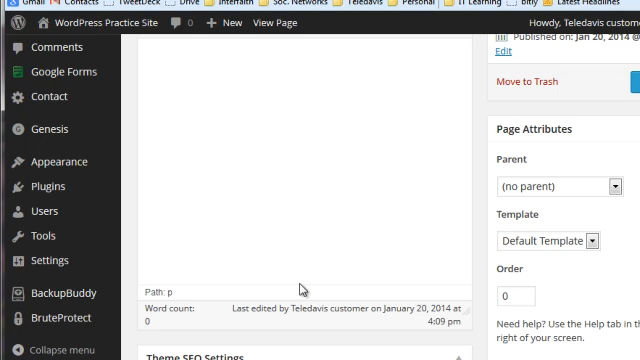 Gmail Contacts TweetDeck Drive Interfaith Soc. Networks Teledavis Personal IT Learning bitly Latest Headlines
WordPress Practice Site 0 + New View Page Howdy, Teledavis custome
Comments
Google Forms
Contact
Genesis
Appearance
Plugins
Users
Tools
Settings
BackupBuddy
BruteProtect
Collapse menu
Path: p
Word count: 0
Last edited by Teledavis customer on January 20, 2014 at
4:09 pm
Theme SEO Settings
Published on: Jan 20, 2014 @
Edit
Move to Trash
Page Attributes
Parent
(no parent)
Template
Default Template
Order
0
Need help? Use the Help tab in th
right of your screen.